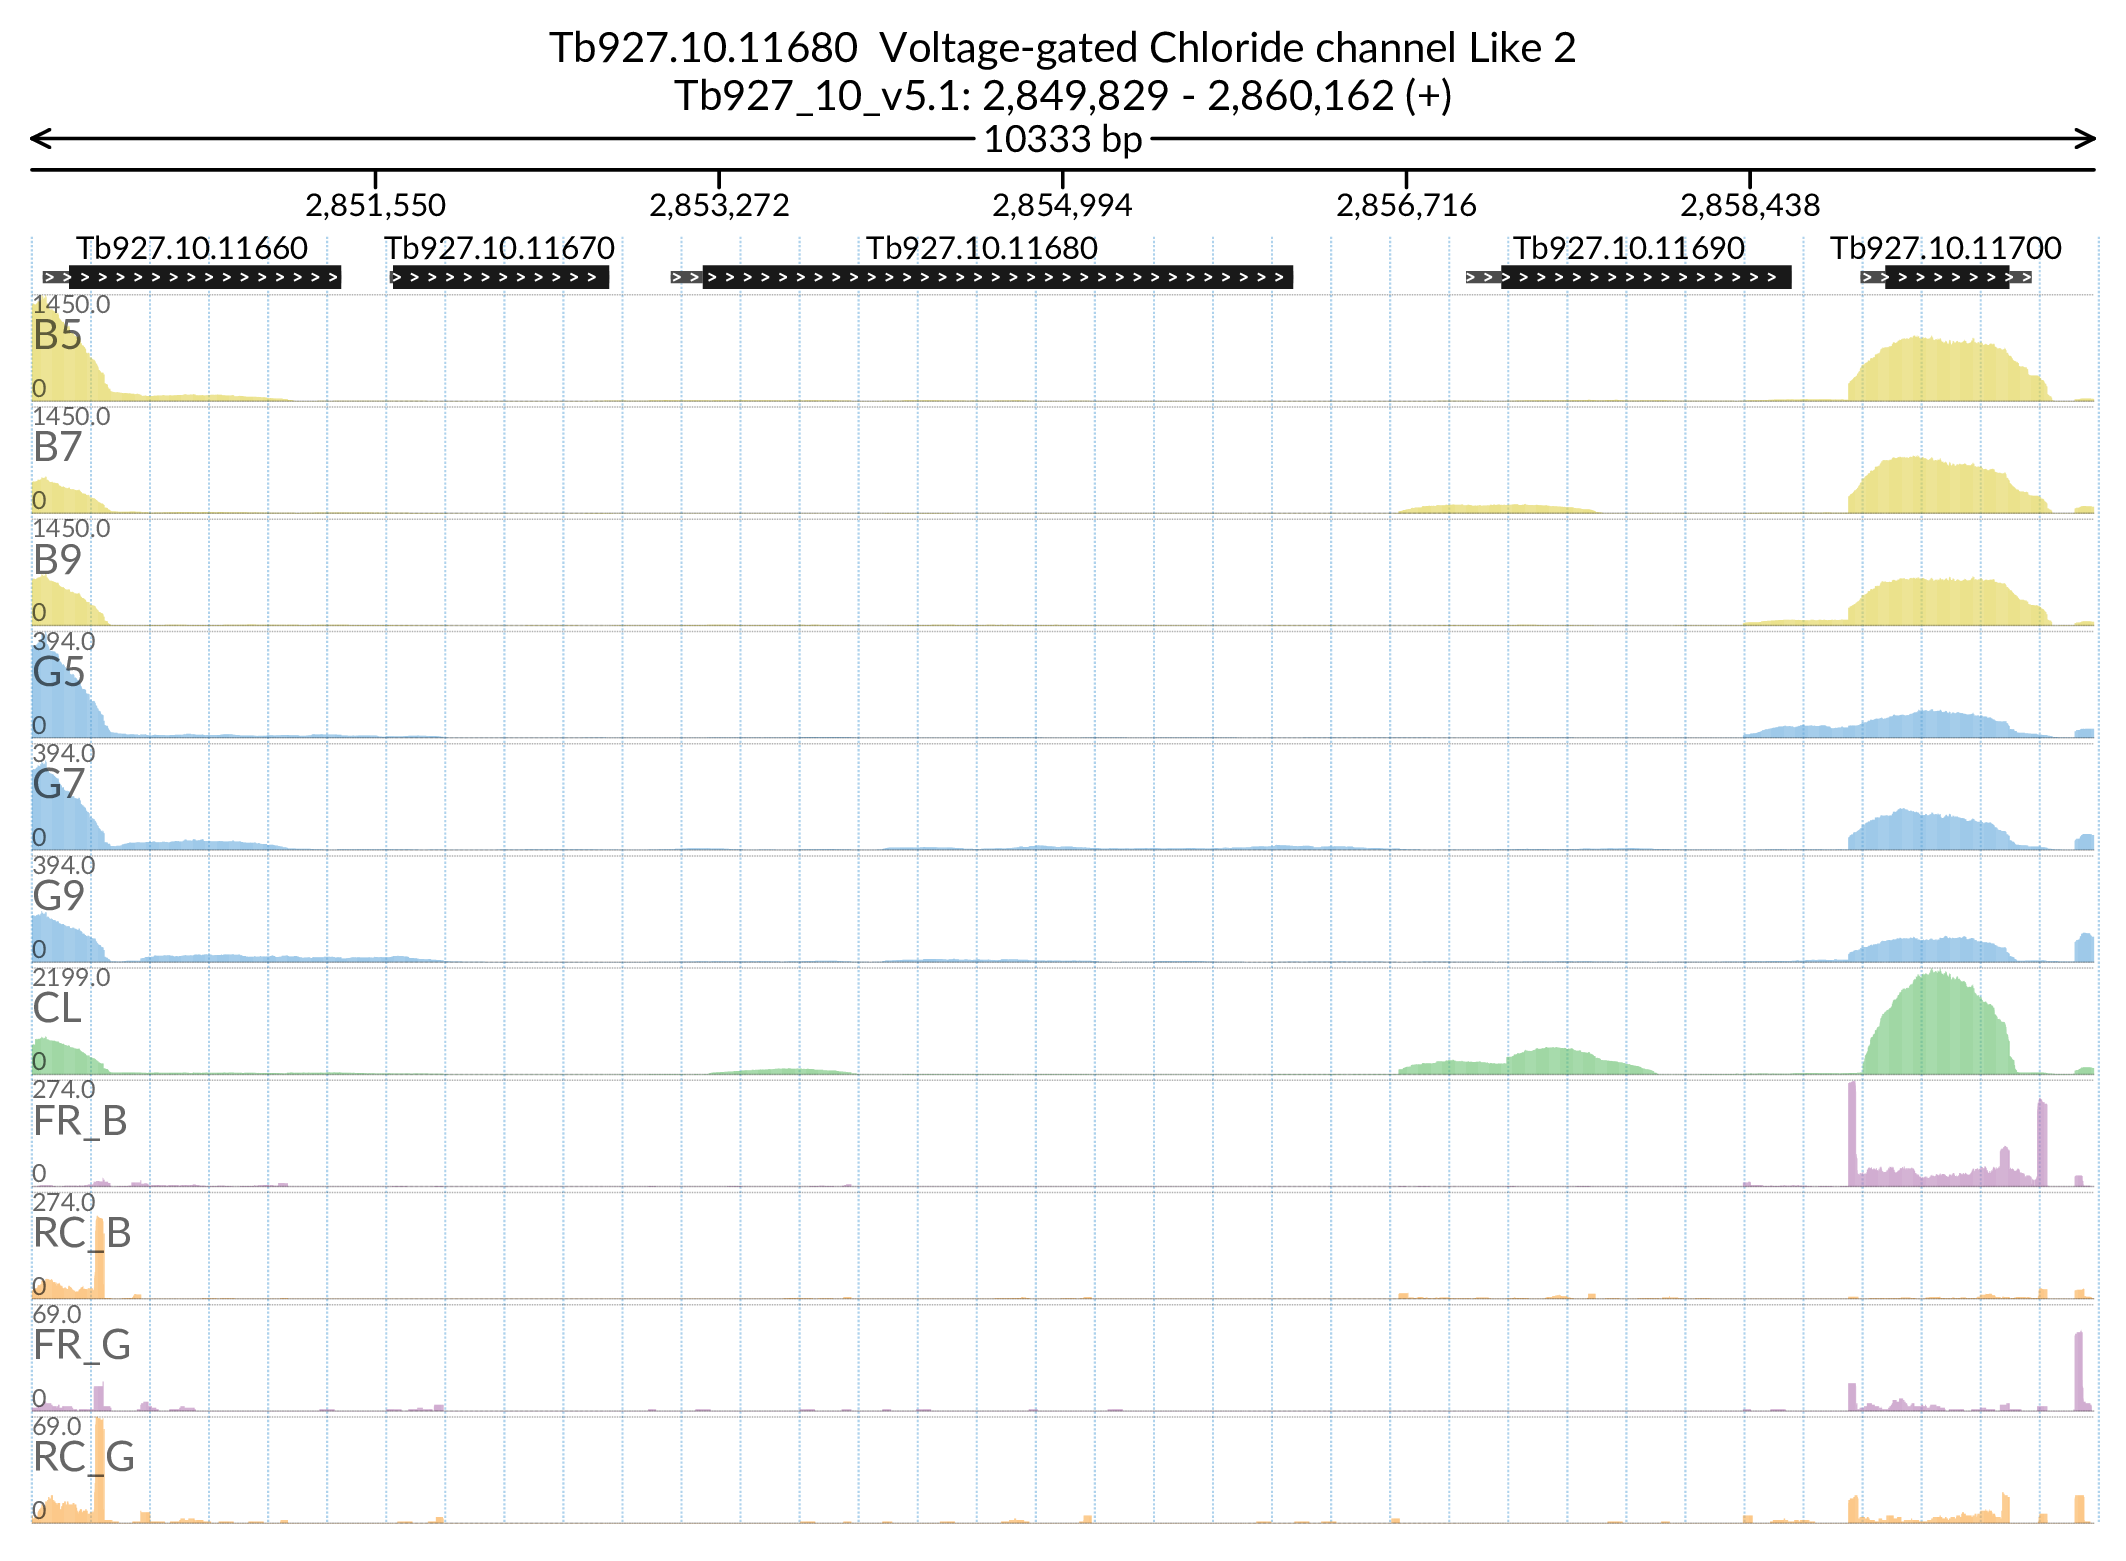 Tb927.10.11680 Voltage-gated Chloride channel Like 2
Tb927_10_v5.1: 2,849,829 - 2,860,162 (+)
10333 bp
2,851,550 2,853,272 2,854,994 2,856,716 2,858,438
Tb927.10.11660 Tb927.10.11670 Tb927.10.11680 Tb927.10.11690 Tb927.10.11700
1450.0
B5
0
1450.0
B7
0
1450.0
B9
0
394.0
G5
0
394.0
G7
0
394.0
G9
0
2199.0
CL
0
274.0
FR_B
0
274.0
RC_B
0
69.0
FR_G
0
69.0
RC_G
0